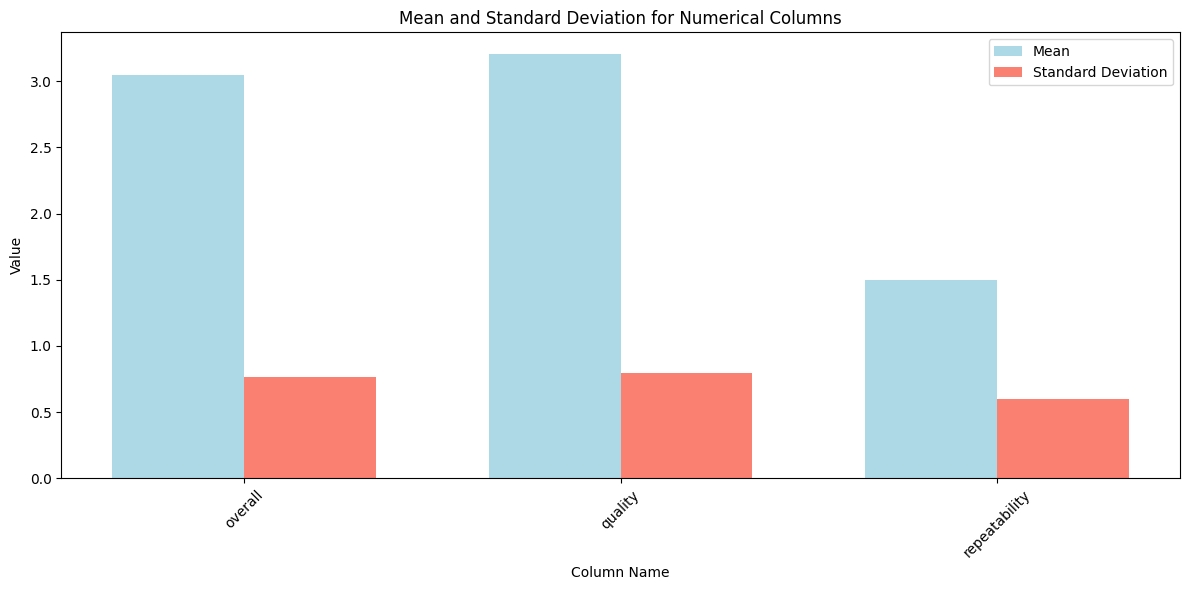 Mean and Standard Deviation for Numerical Columns
Mean
Standard Deviation
3.0
2.5
2.0
1.5
1.0
0.5
0.0
Value
overall
quality
repeatability
Column Name